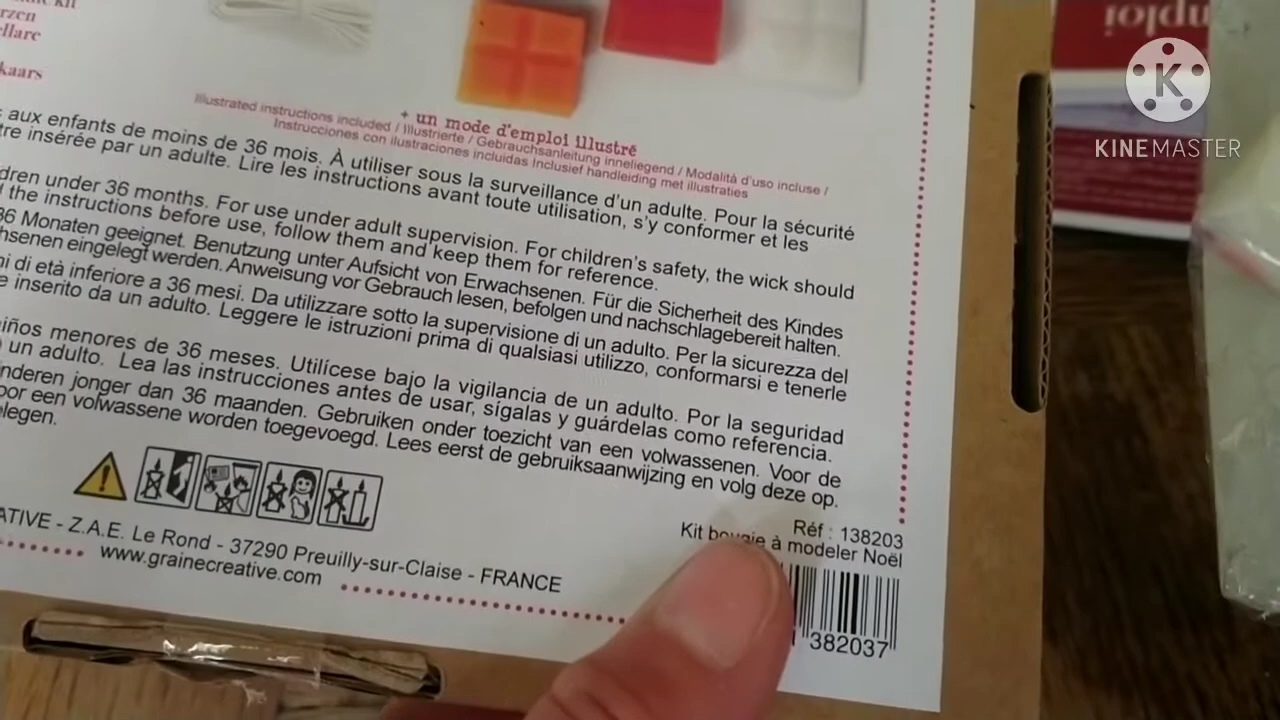 kit
rzen
llare
kaars
+ un mode d'emploi illustré
Illustrated instructions included / Illustrierte / Gebrauchsanleitung inneliegend / Modalità d'uso incluse /
Instrucciones con ilustraciones incluidas Inclusief handleiding met illustraties
aux enfants de moins de 36 mois. À utiliser sous la surveillance d'un adulte. Pour la sécurité
tre insérée par un adulte. Lire les instructions avant toute utilisation, s'y conformer et les
dren under 36 months. For use under adult supervision. For children's safety, the wick should
the instructions before use, follow them and keep them for reference.
36 Monaten geeignet. Benutzung unter Aufsicht von Erwachsenen. Für die Sicherheit des Kindes
hsenen eingelegt werden. Anweisung vor Gebrauch lesen, befolgen und nachschlagebereit halten.
ni di età inferiore a 36 mesi. Da utilizzare sotto la supervisione di un adulto. Per la sicurezza del
e inserito da un adulto. Leggere le istruzioni prima di qualsiasi utilizzo, conformarsi e tenerle
iños menores de 36 meses. Utilícese bajo la vigilancia de un adulto. Por la seguridad
un adulto. Lea las instrucciones antes de usar, sígalas y guárdelas como referencia.
nderen jonger dan 36 maanden. Gebruiken onder toezicht van een volwassenen. Voor de
oor een volwassene worden toegevoegd. Lees eerst de gebruiksaanwijzing en volg deze op.
elegen.
Réf : 138203
Kit bougie à modeler Noël
ATIVE - Z.A.E. Le Rond - 37290 Preuilly-sur-Claise - FRANCE
www.grainecreative.com
382037
emploi
K
KINEMASTER